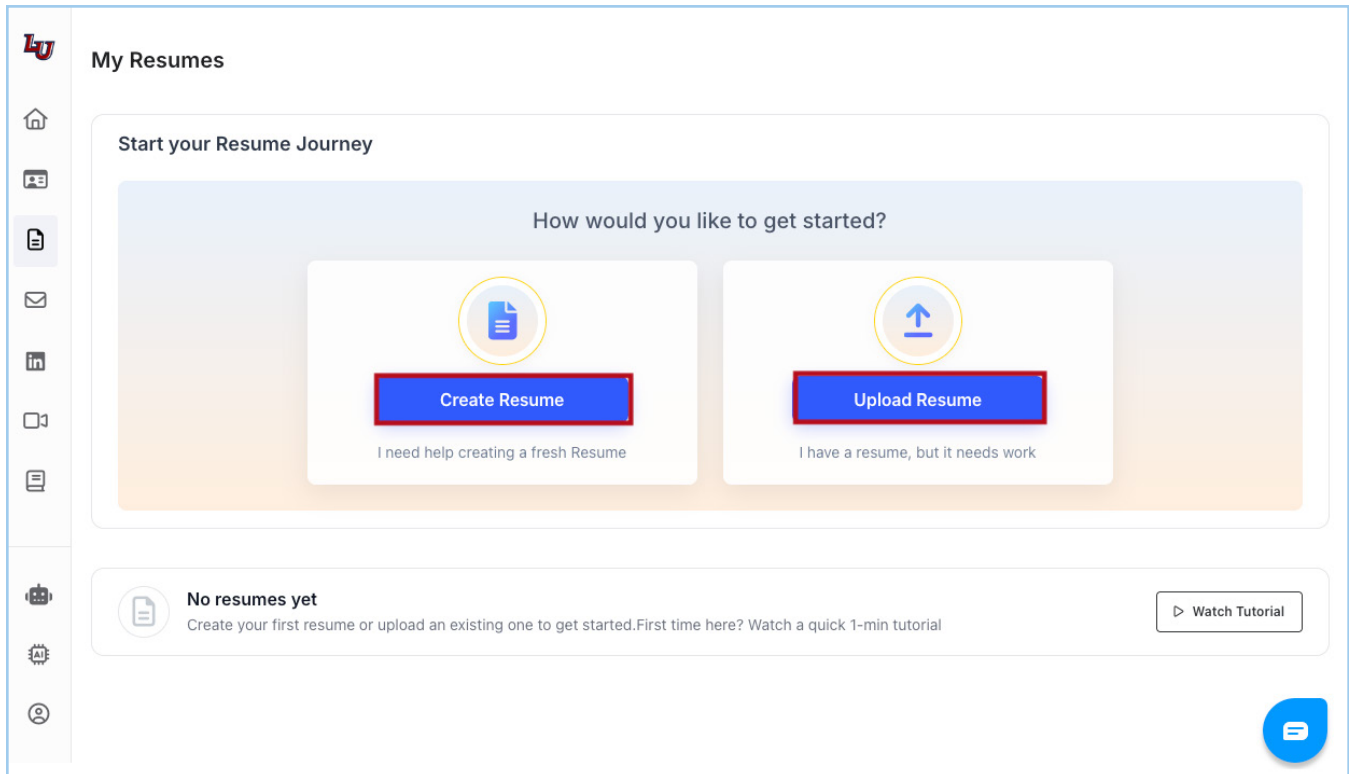 LU
My Resumes
Start your Resume Journey
How would you like to get started?
Create Resume
Upload Resume
I need help creating a fresh Resume
I have a resume, but it needs work
No resumes yet
Create your first resume or upload an existing one to get started.First time here? Watch a quick 1-min tutorial
Watch Tutorial
in
AI